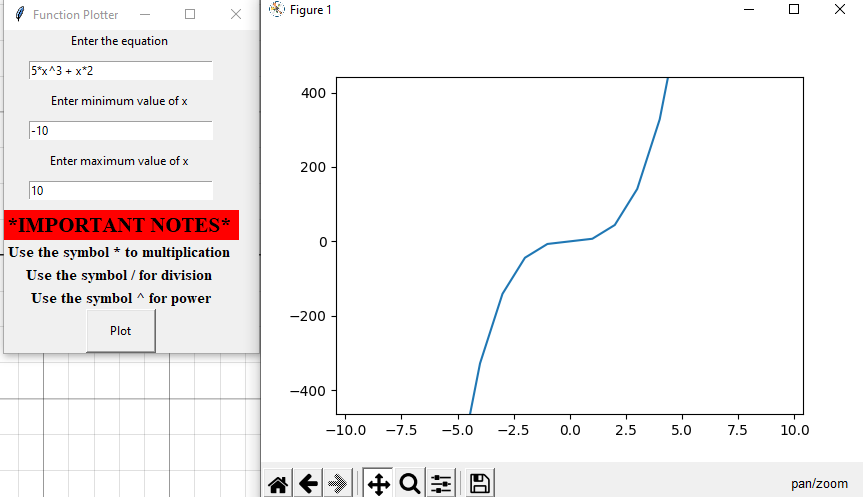 Function Plotter
Enter the equation
5*x^3 + x*2
Enter minimum value of x
-10
Enter maximum value of x
10
*IMPORTANT NOTES*
Use the symbol * to multiplication
Use the symbol / for division
Use the symbol ^ for power
Plot
Figure 1
400
200
0
−200
−400
−10.0 −7.5 −5.0 −2.5 0.0 2.5 5.0 7.5 10.0
pan/zoom